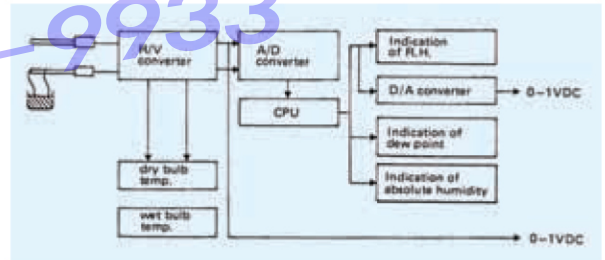 -9933
R/V
converter
A/D
converter
CPU
Indication
of R.H.
D/A converter
0-1VDC
Indication of
dew point
Indication of
absolute humidity
dry bulb
temp.
wet bulb
temp.
0-1VDC